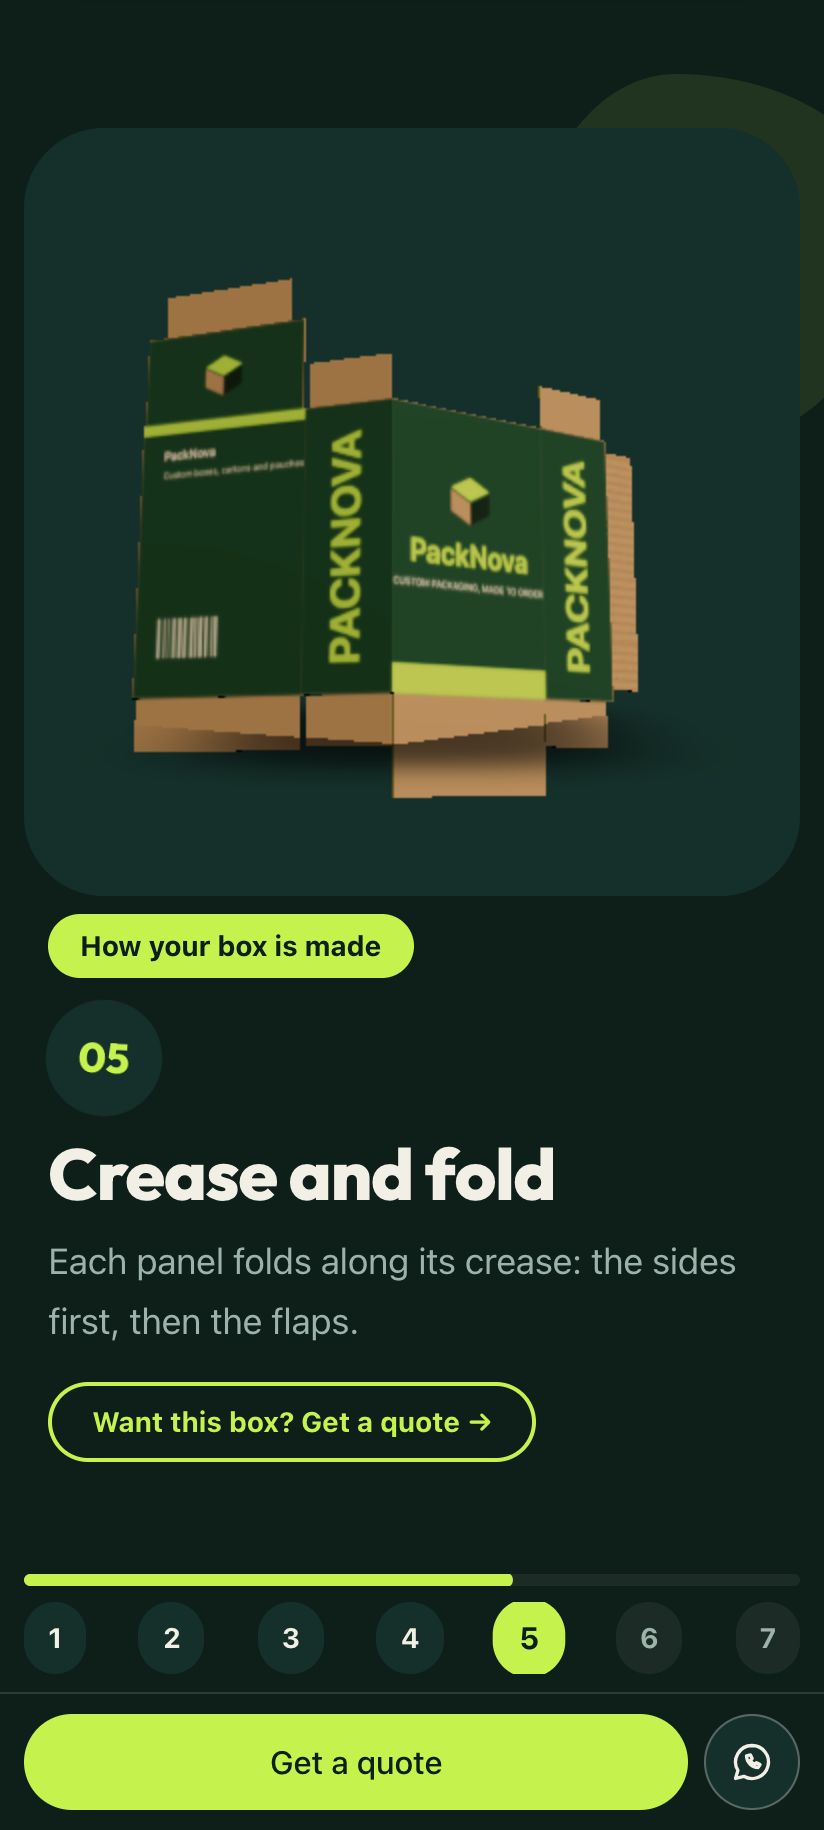 PackNova
Custom boxes, cartons and pouches
PACKNOVA
PackNova
CUSTOM PACKAGING, MADE TO ORDER
PACKNOVA
How your box is made
05
Crease and fold
Each panel folds along its crease: the sides
first, then the flaps.
Want this box? Get a quote →
1 2 3 4 5 6 7
Get a quote